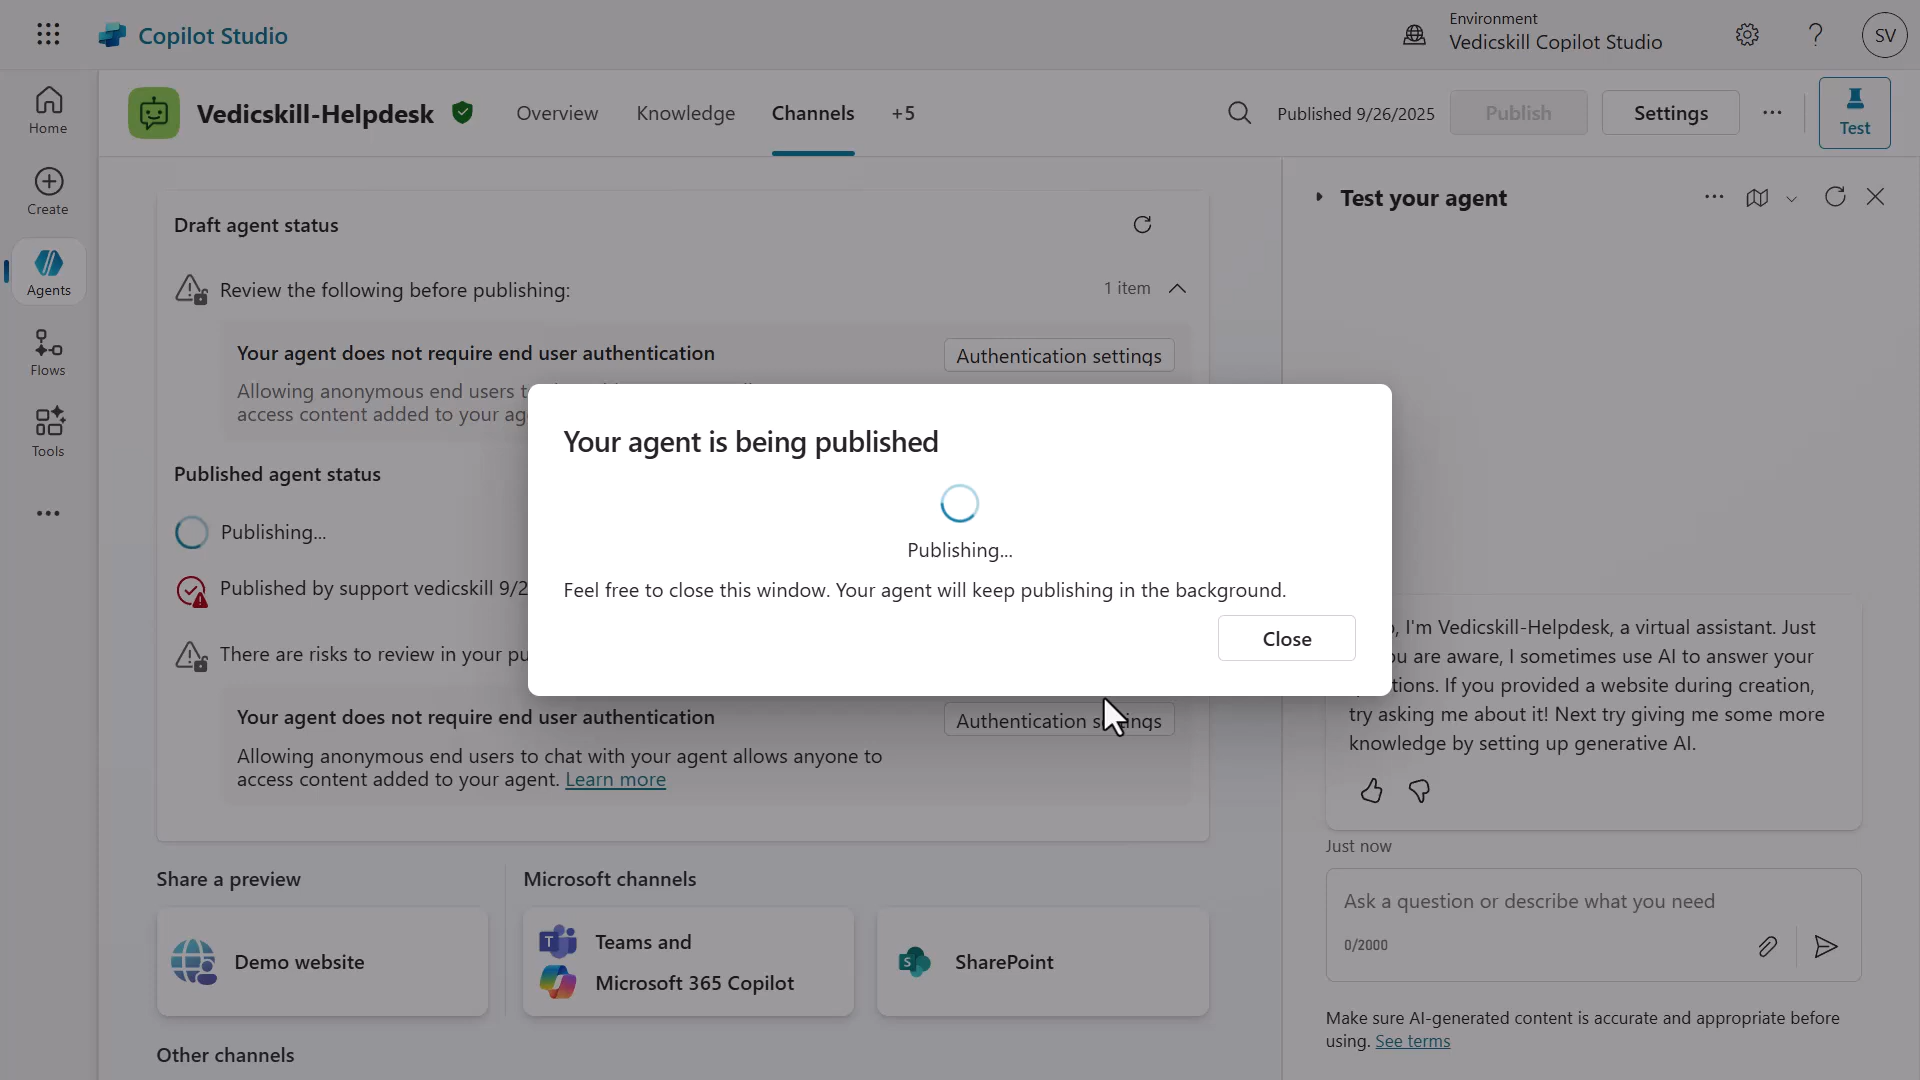 Copilot Studio
Environment
Vedicskill Copilot Studio
SV
Home
Create
Agents
Flows
Tools
Vedicskill-Helpdesk
Overview
Knowledge
Channels
+5
Published 9/26/2025
Publish
Settings
Test
Draft agent status
Review the following before publishing:
1 item
Your agent does not require end user authentication
Authentication settings
Allowing anonymous end users
access content added to your
Published agent status
Publishing...
Published by support vedicskill
There are risks to review in your
Your agent does not require end user authentication
Authentication
Allowing anonymous end users to chat with your agent allows anyone to
access content added to your agent. Learn more
Your agent is being published
Publishing...
Feel free to close this window. Your agent will keep publishing in the background.
Close
Share a preview
Demo website
Microsoft channels
Teams and
Microsoft 365 Copilot
SharePoint
Other channels
Test your agent
I'm Vedicskill-Helpdesk, a virtual assistant. Just
are aware, I sometimes use AI to answer your
If you provided a website during creation,
try asking me about it! Next try giving me some more
knowledge by setting up generative AI.
Just now
Ask a question or describe what you need
0/2000
Make sure AI-generated content is accurate and appropriate before
using. See terms